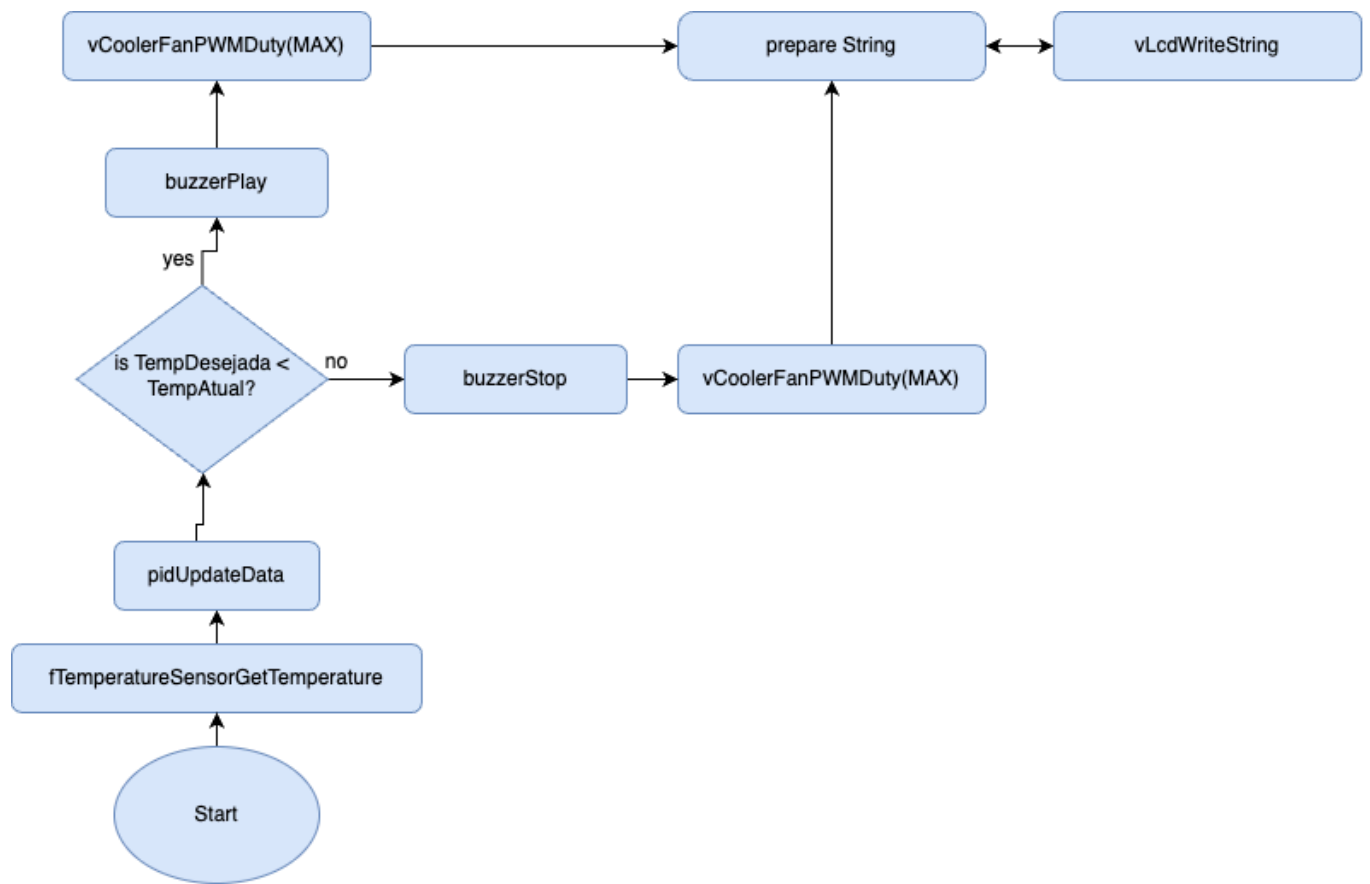 vCoolerFanPWMDuty(MAX)
prepare String
vLcdWriteString
buzzerPlay
yes
is TempDesejada <
TempAtual?
no
buzzerStop
vCoolerFanPWMDuty(MAX)
pidUpdateData
fTemperatureSensorGetTemperature
Start